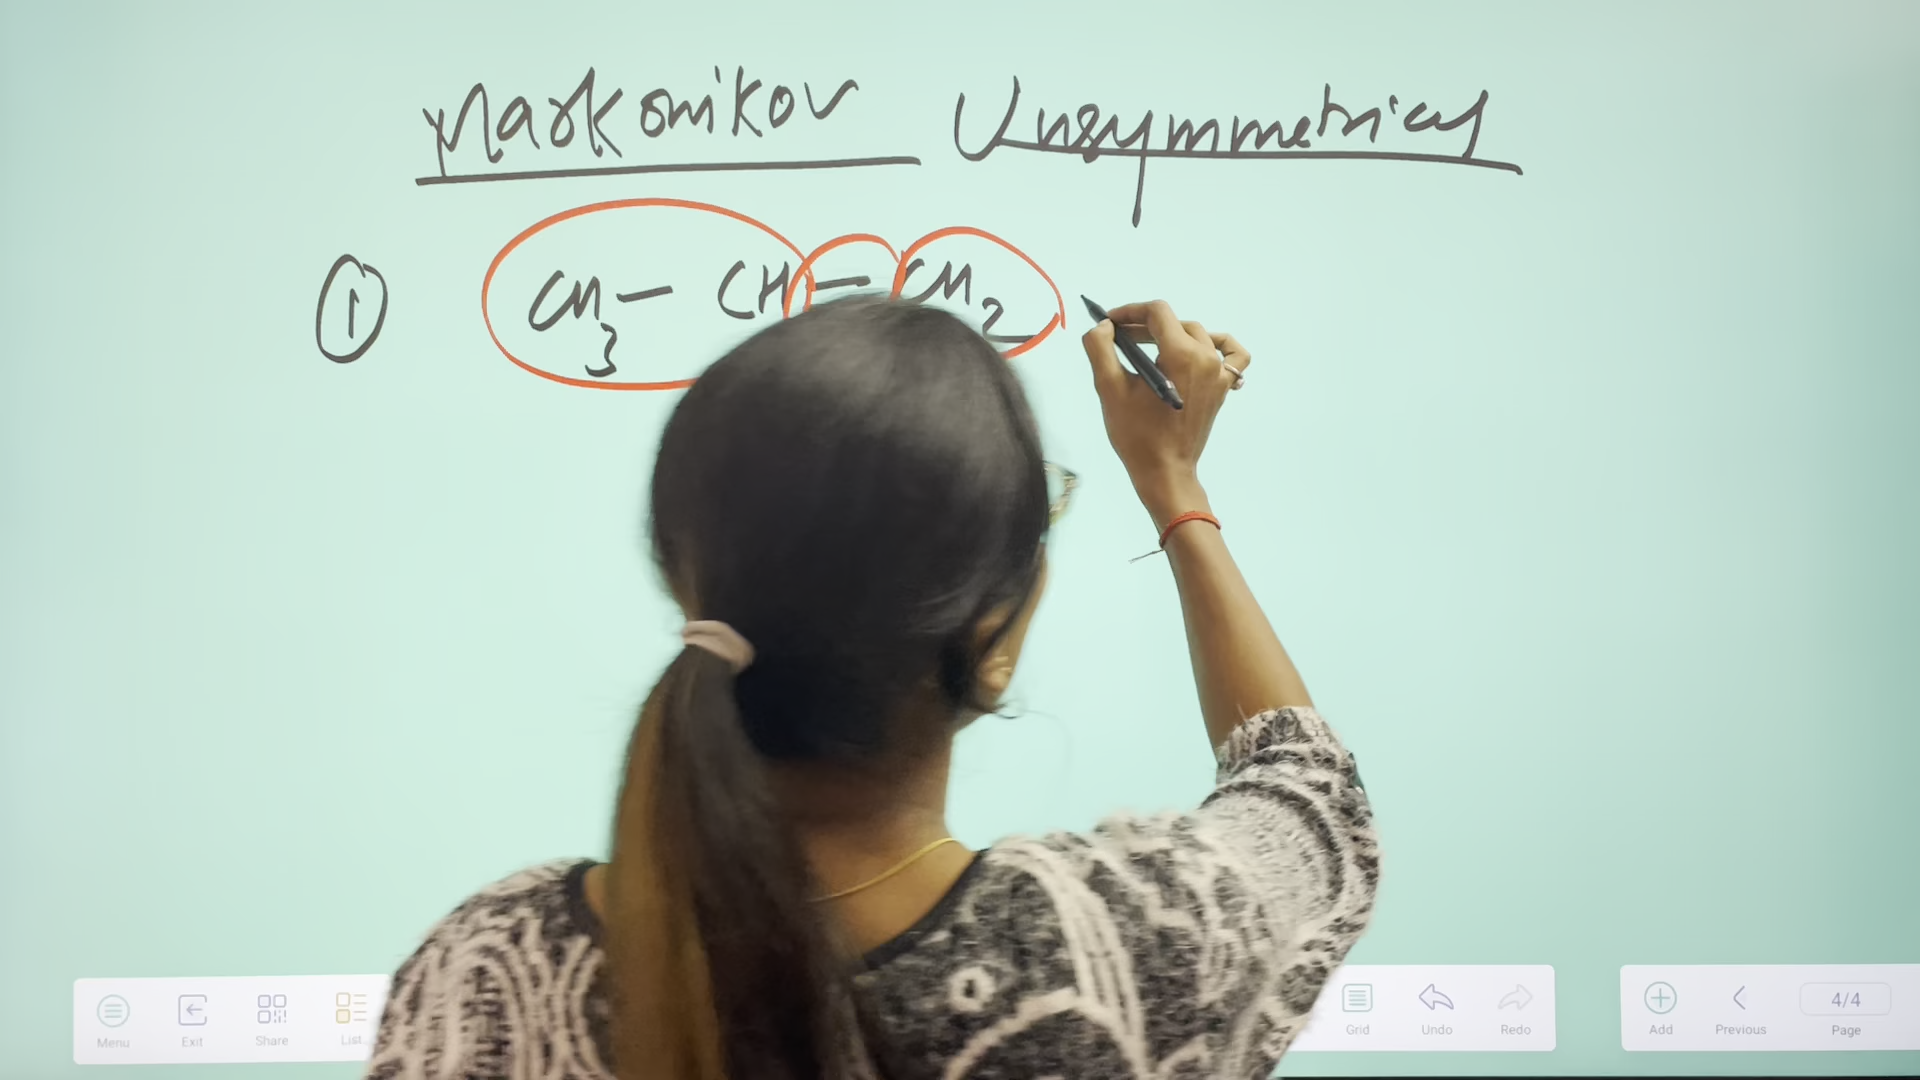 Markonikov Unsymmetrical
① CH3 - CH - CH2
Menu Exit Share List Grid Undo Redo Add Previous 4/4 Page